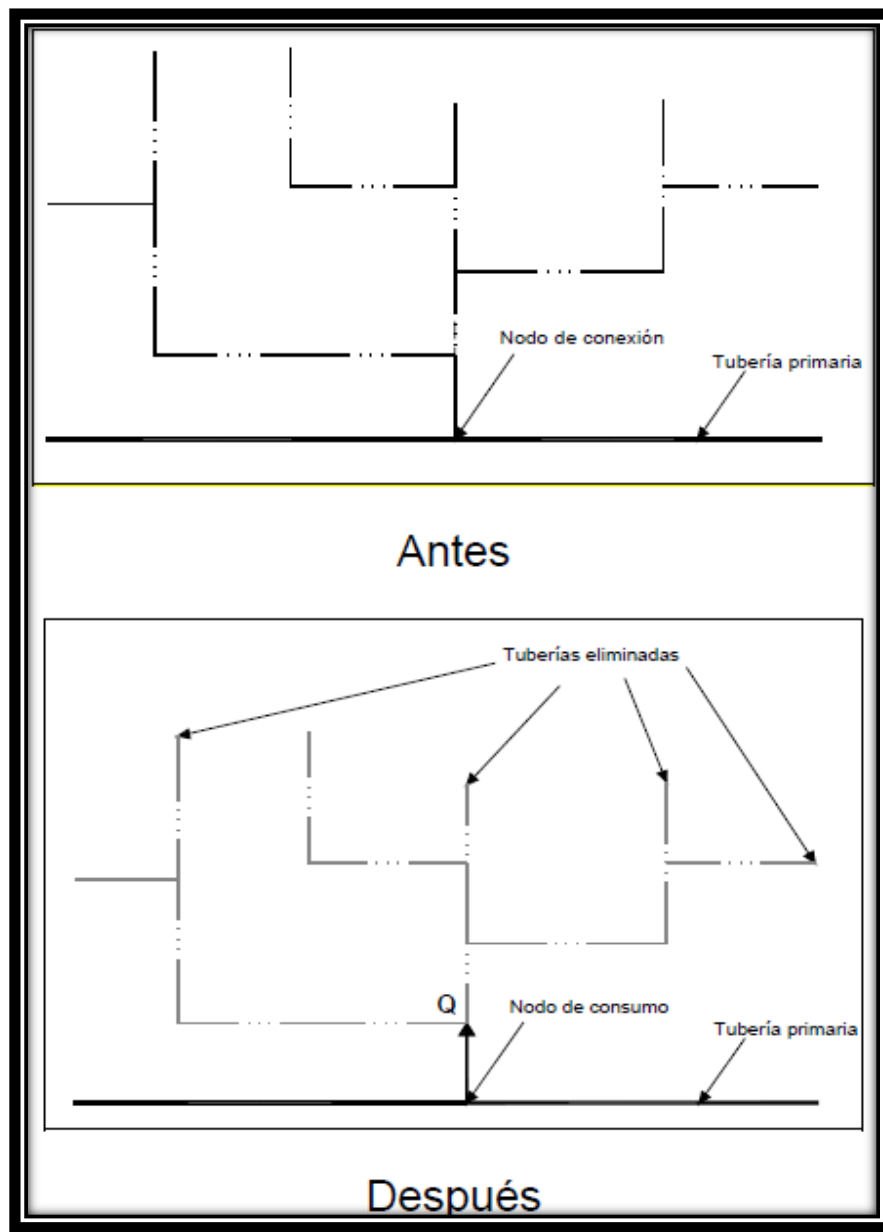 Nodo de conexión
Tubería primaria
Antes
Tuberías eliminadas
Q
Nodo de consumo
Tubería primaria
Después